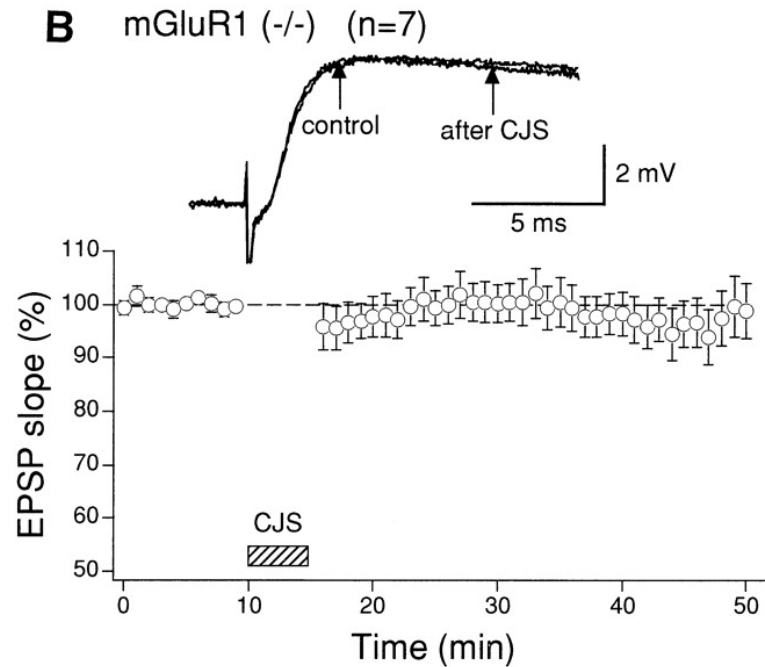 B mGluR1 (-/-) (n=7)
control
after CJS
2 mV
5 ms
110
100
90
80
70
60
50
EPSP slope (%)
CJS
0 10 20 30 40 50
Time (min)